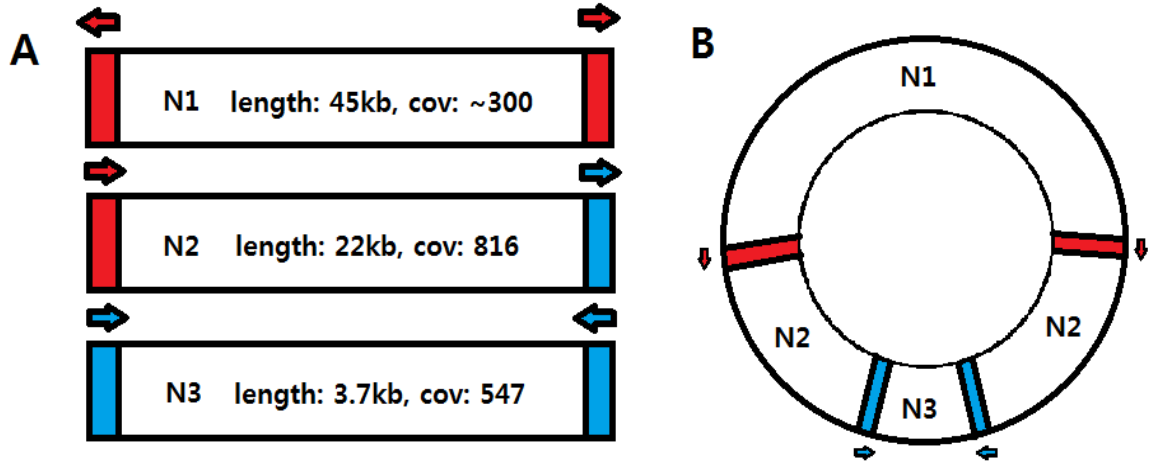 A
N1 length: 45kb, cov: ~300
N2 length: 22kb, cov: 816
N3 length: 3.7kb, cov: 547
B
N1
N2
N2
N3